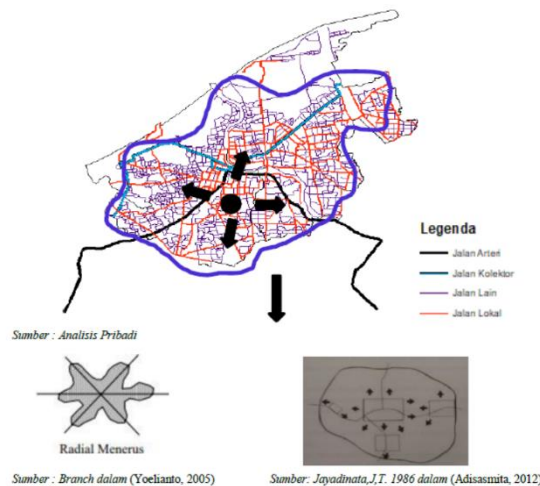 Legenda
Jalan Arteri
Jalan Kolektor
Jalan Lain
Jalan Lokal
Sumber : Analisis Pribadi
Radial Menerus
Sumber : Branch dalam (Yoelianto, 2005)
Sumber: Jayadinata,J,T. 1986 dalam (Adisasmita, 2012)